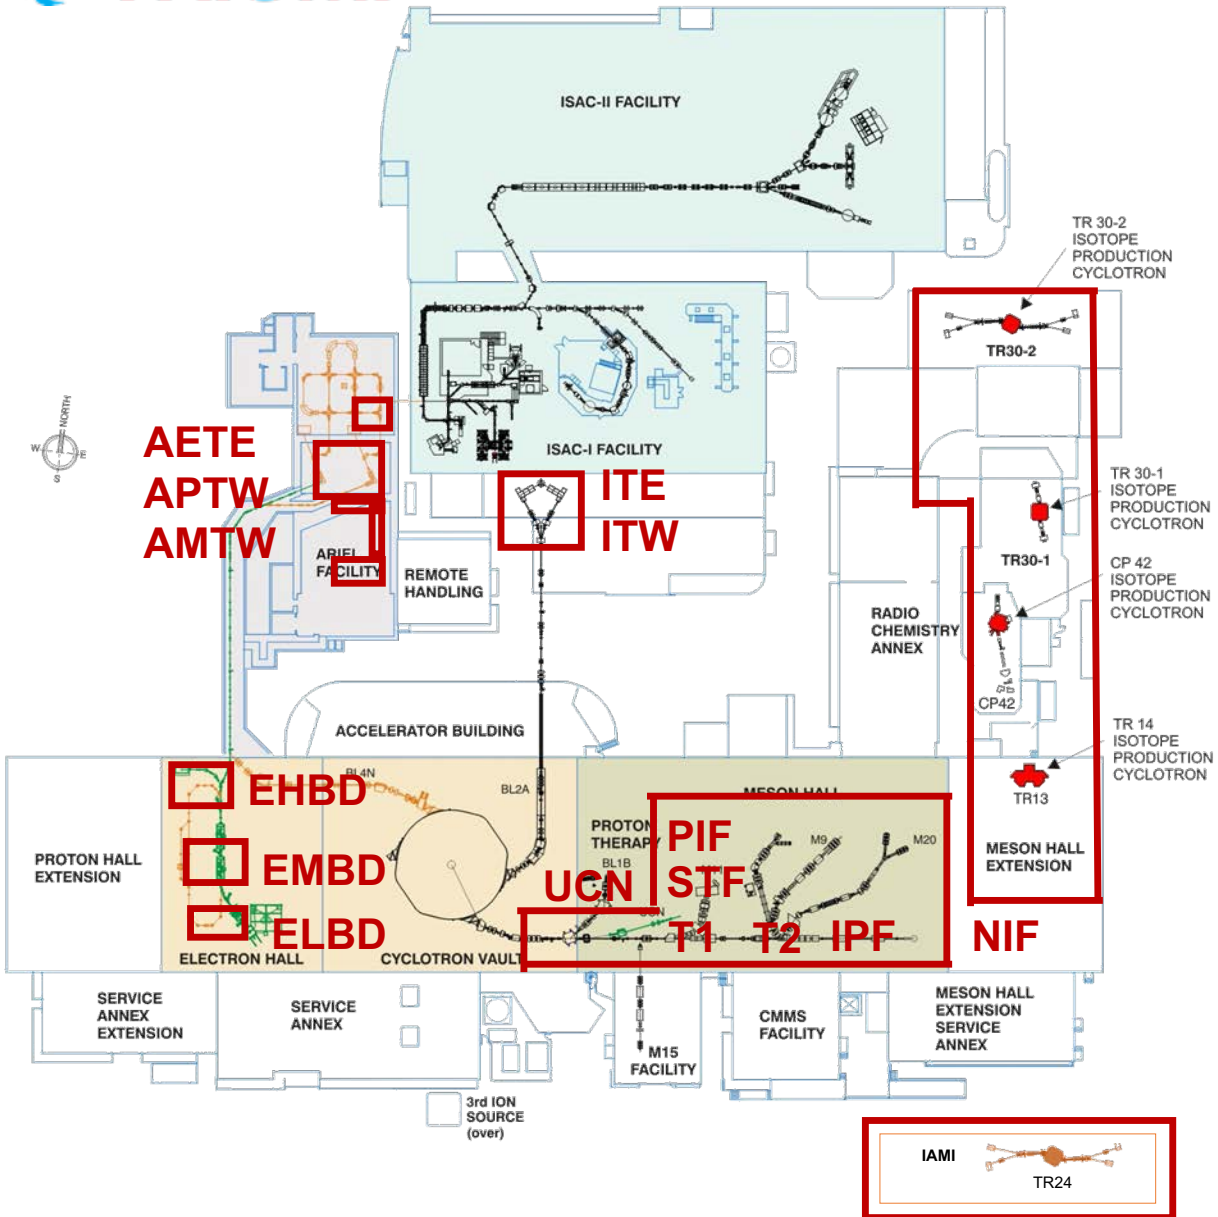 ISAC-II FACILITY
TR 30-2
ISOTOPE
PRODUCTION
CYCLOTRON
TR30-2
NORTH
W
E
S
AETE
APTW
AMTW
ISAC-I FACILITY
ITE
ITW
TR 30-1
ISOTOPE
PRODUCTION
CYCLOTRON
TR30-1
ARIEL
FACILITY
REMOTE
HANDLING
CP 42
ISOTOPE
PRODUCTION
CYCLOTRON
RADIO
CHEMISTRY
ANNEX
CP42
ACCELERATOR BUILDING
TR 14
ISOTOPE
PRODUCTION
CYCLOTRON
TR13
BL4N
BL2A
EHBD
MESON HALL
PROTON
THERAPY
PIF
STF
M9
M20
PROTON HALL
EXTENSION
EMBD
BL1B
UCN
MESON HALL
EXTENSION
UCN
ELBD
T1
T2
IPF
NIF
ELECTRON HALL
CYCLOTRON VAULT
SERVICE
ANNEX
EXTENSION
SERVICE
ANNEX
M15
FACILITY
CMMS
FACILITY
MESON HALL
EXTENSION
SERVICE
ANNEX
3rd ION
SOURCE
(over)
IAMI
TR24